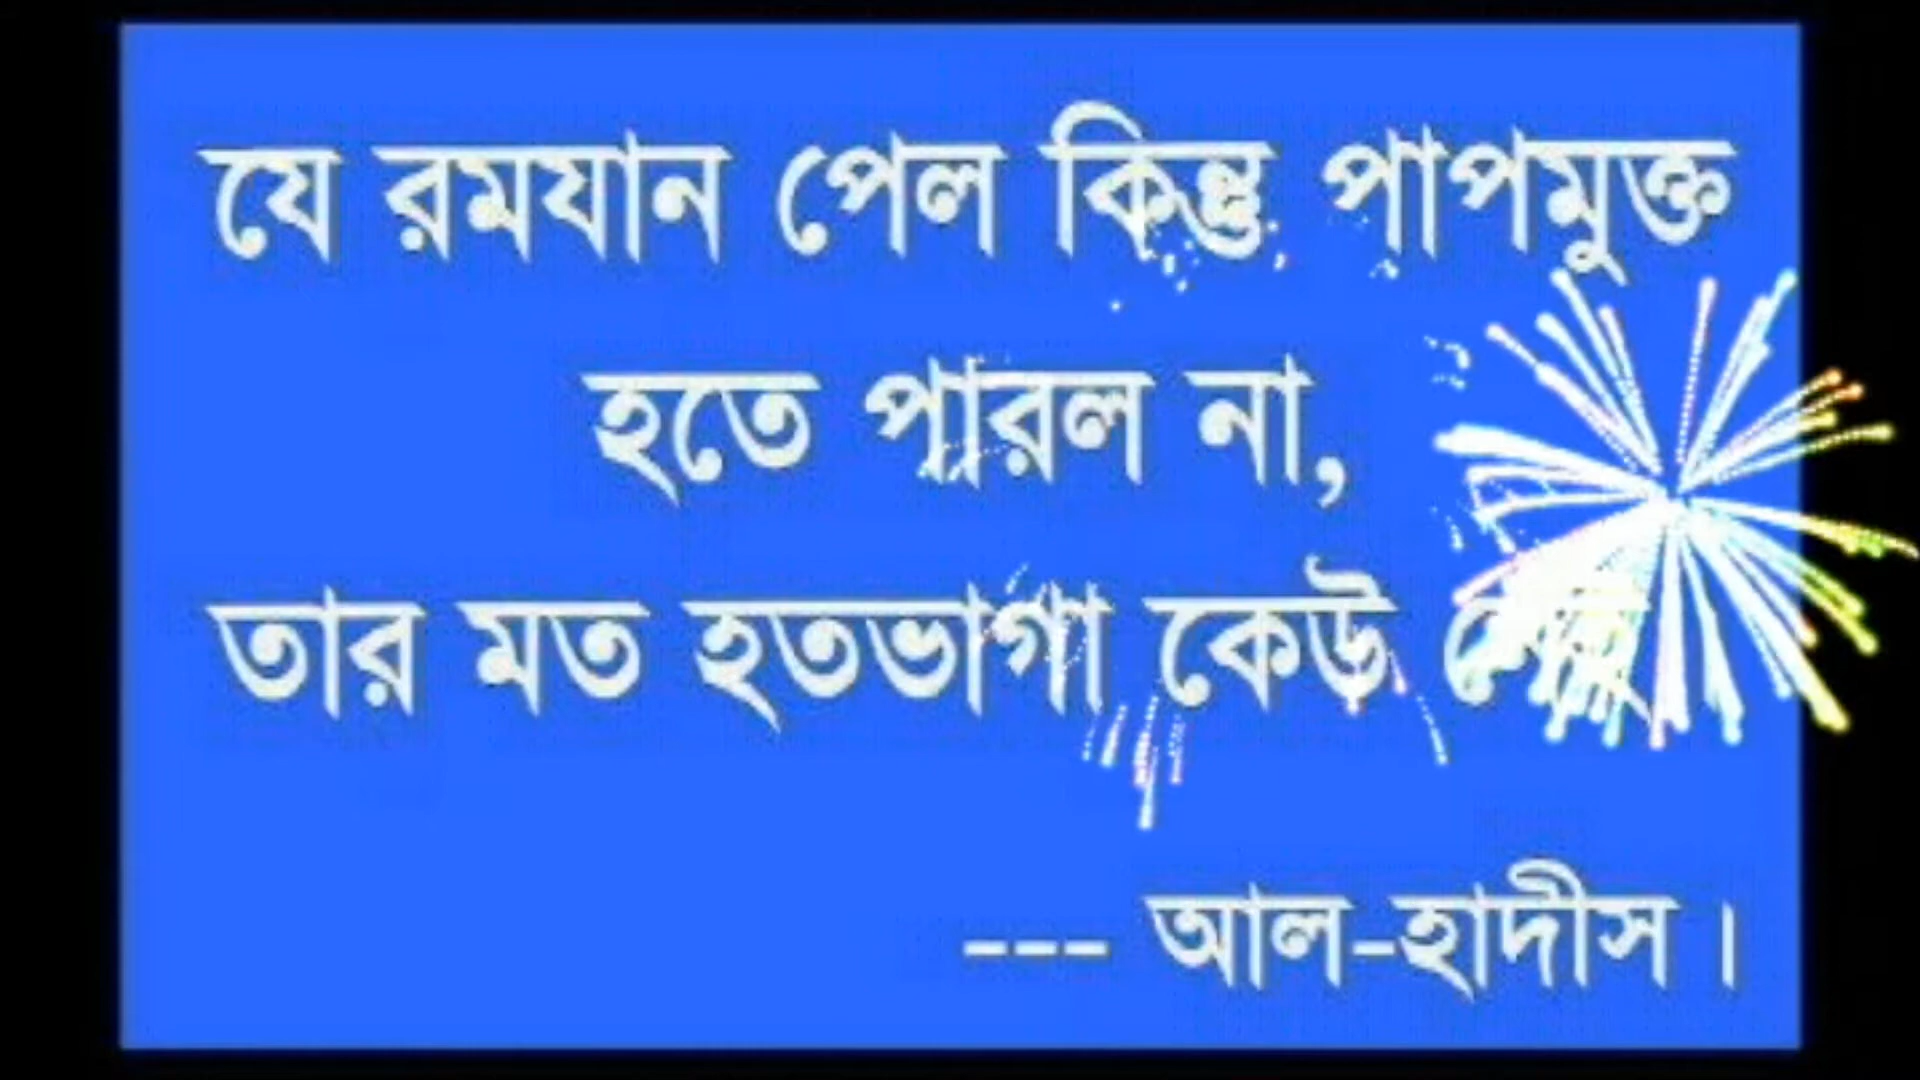 যে রমযান পেল কিন্তু পাপমুক্ত
হতে পারল না,
তার মত হতভাগা কেউ
--- আল-হাদীস।